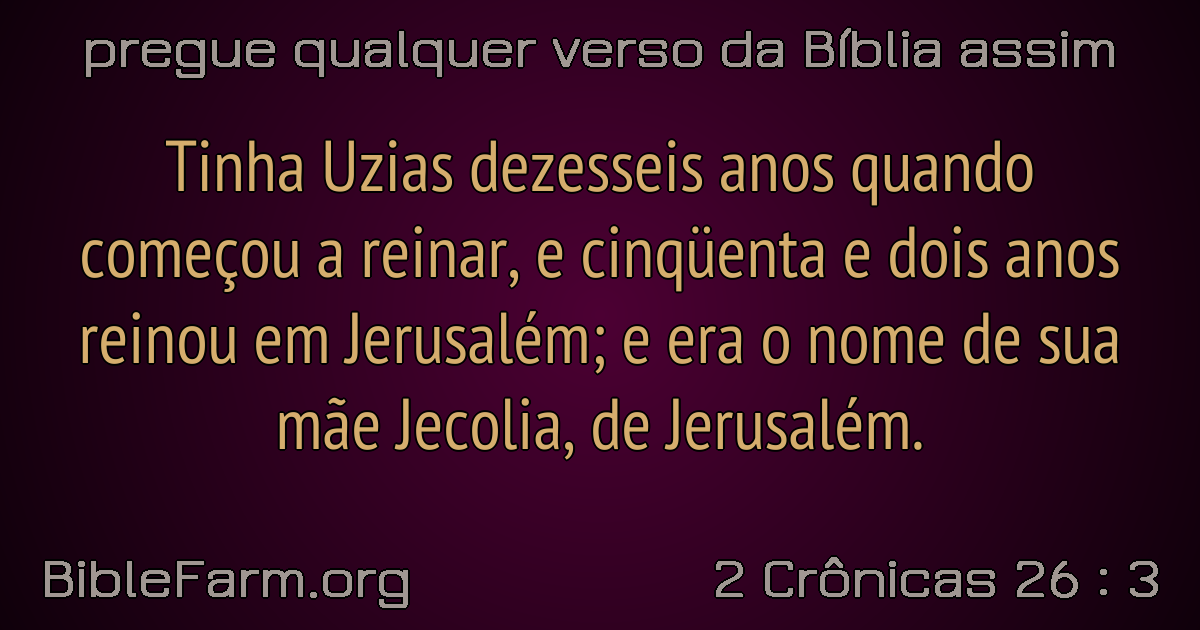 pregue qualquer verso da Bíblia assim
Tinha Uzias dezesseis anos quando
começou a reinar, e cinqüenta e dois anos
reinou em Jerusalém; e era o nome de sua
mãe Jecolia, de Jerusalém.
BibleFarm.org
2 Crônicas 26 : 3